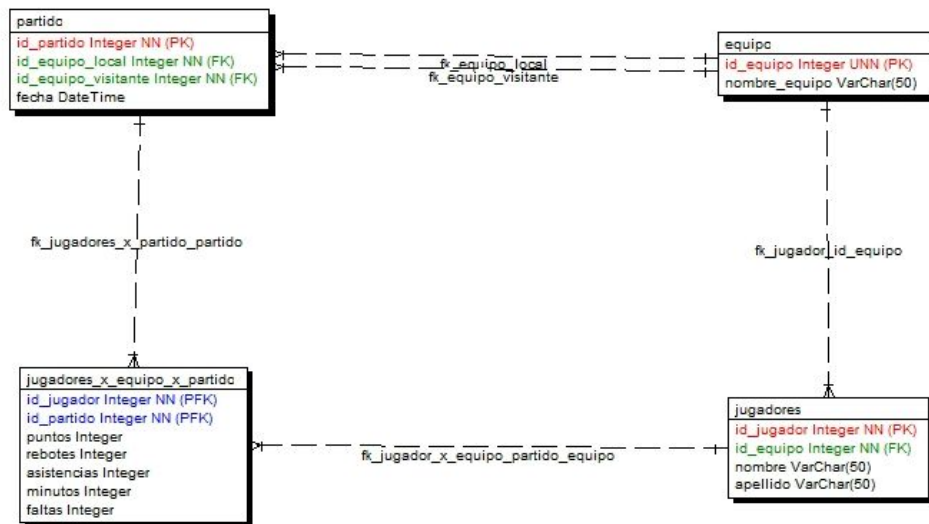 partido
id_partido Integer NN (PK)
id_equipo_local Integer NN (FK)
id_equipo_visitante Integer NN (FK)
fecha DateTime
fk_equipo_local
fk_equipo_visitante
equipo
id_equipo Integer UNN (PK)
nombre_equipo VarChar(50)
fk_jugadores_x_partido_partido
fk_jugador_id_equipo
jugadores_x_equipo_x_partido
id_jugador Integer NN (PFK)
id_partido Integer NN (PFK)
puntos Integer
rebotes Integer
asistencias Integer
minutos Integer
faltas Integer
fk_jugador_x_equipo_partido_equipo
jugadores
id_jugador Integer NN (PK)
id_equipo Integer NN (FK)
nombre VarChar(50)
apellido VarChar(50)